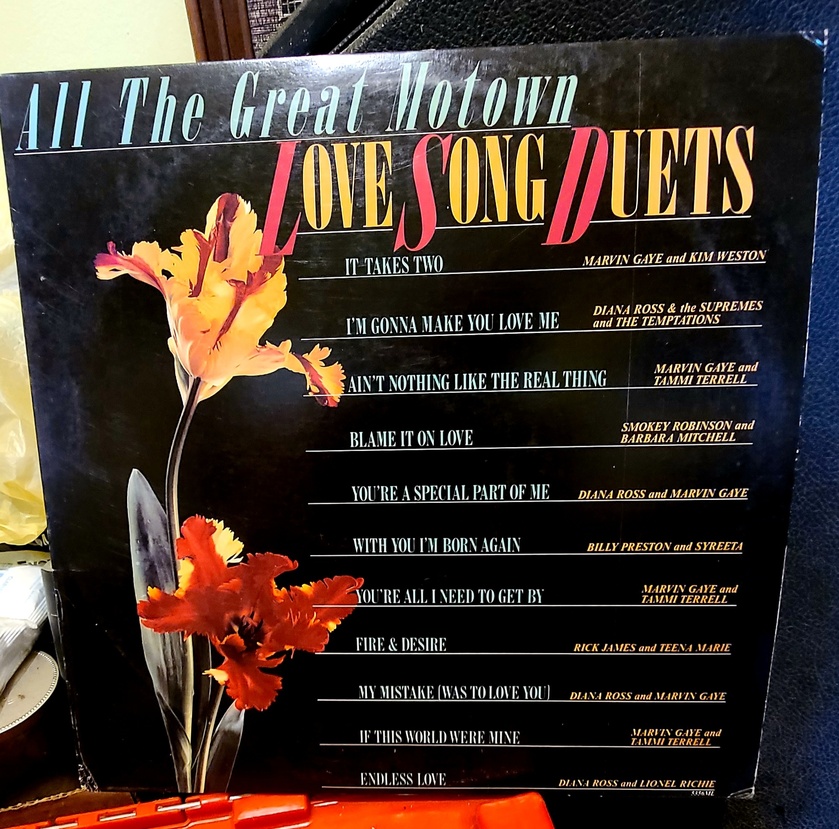 All The Great Motown
LOVE SONG DUETS
IT TAKES TWO MARVIN GAYE and KIM WESTON
I'M GONNA MAKE YOU LOVE ME DIANA ROSS & the SUPREMES
and THE TEMPTATIONS
AIN'T NOTHING LIKE THE REAL THING MARVIN GAYE and
TAMMI TERRELL
BLAME IT ON LOVE SMOKEY ROBINSON and
BARBARA MITCHELL
YOU'RE A SPECIAL PART OF ME DIANA ROSS and MARVIN GAYE
WITH YOU I'M BORN AGAIN BILLY PRESTON and SYREETA
YOU'RE ALL I NEED TO GET BY MARVIN GAYE and
TAMMI TERRELL
FIRE & DESIRE RICK JAMES and TEENA MARIE
MY MISTAKE (WAS TO LOVE YOU) DIANA ROSS and MARVIN GAYE
IF THIS WORLD WERE MINE MARVIN GAYE and
TAMMI TERRELL
ENDLESS LOVE DIANA ROSS and LIONEL RICHIE